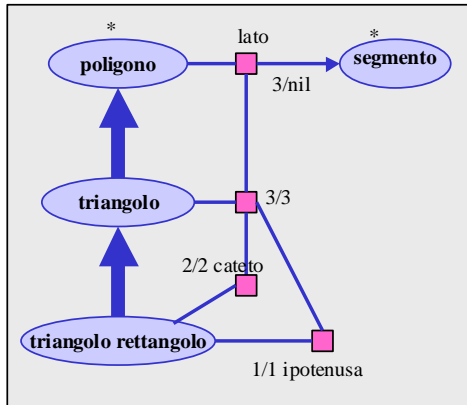 *
lato
*
poligono
segmento
3/nil
triangolo
3/3
2/2 cateto
triangolo rettangolo
1/1 ipotenusa